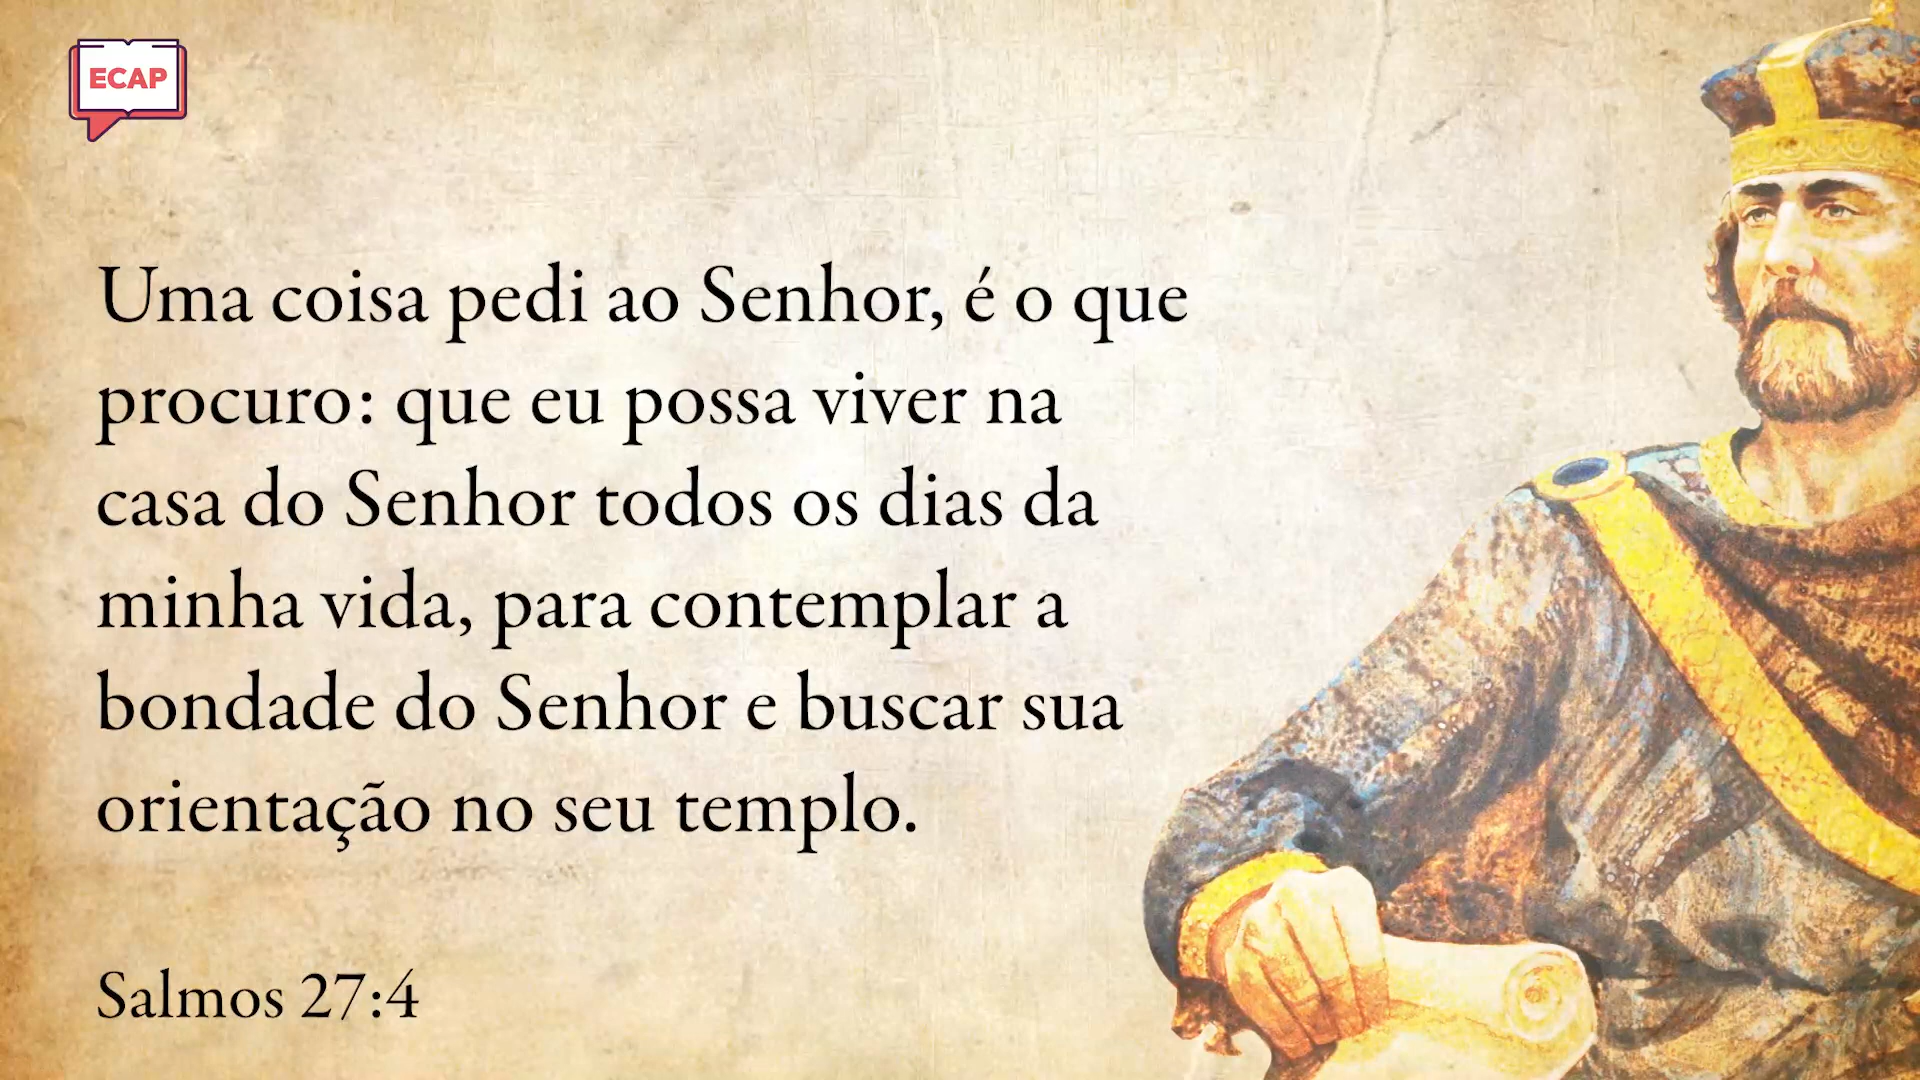 ECAP
Uma coisa pedi ao Senhor, é o que
procuro: que eu possa viver na
casa do Senhor todos os dias da
minha vida, para contemplar a
bondade do Senhor e buscar sua
orientação no seu templo.
Salmos 27:4